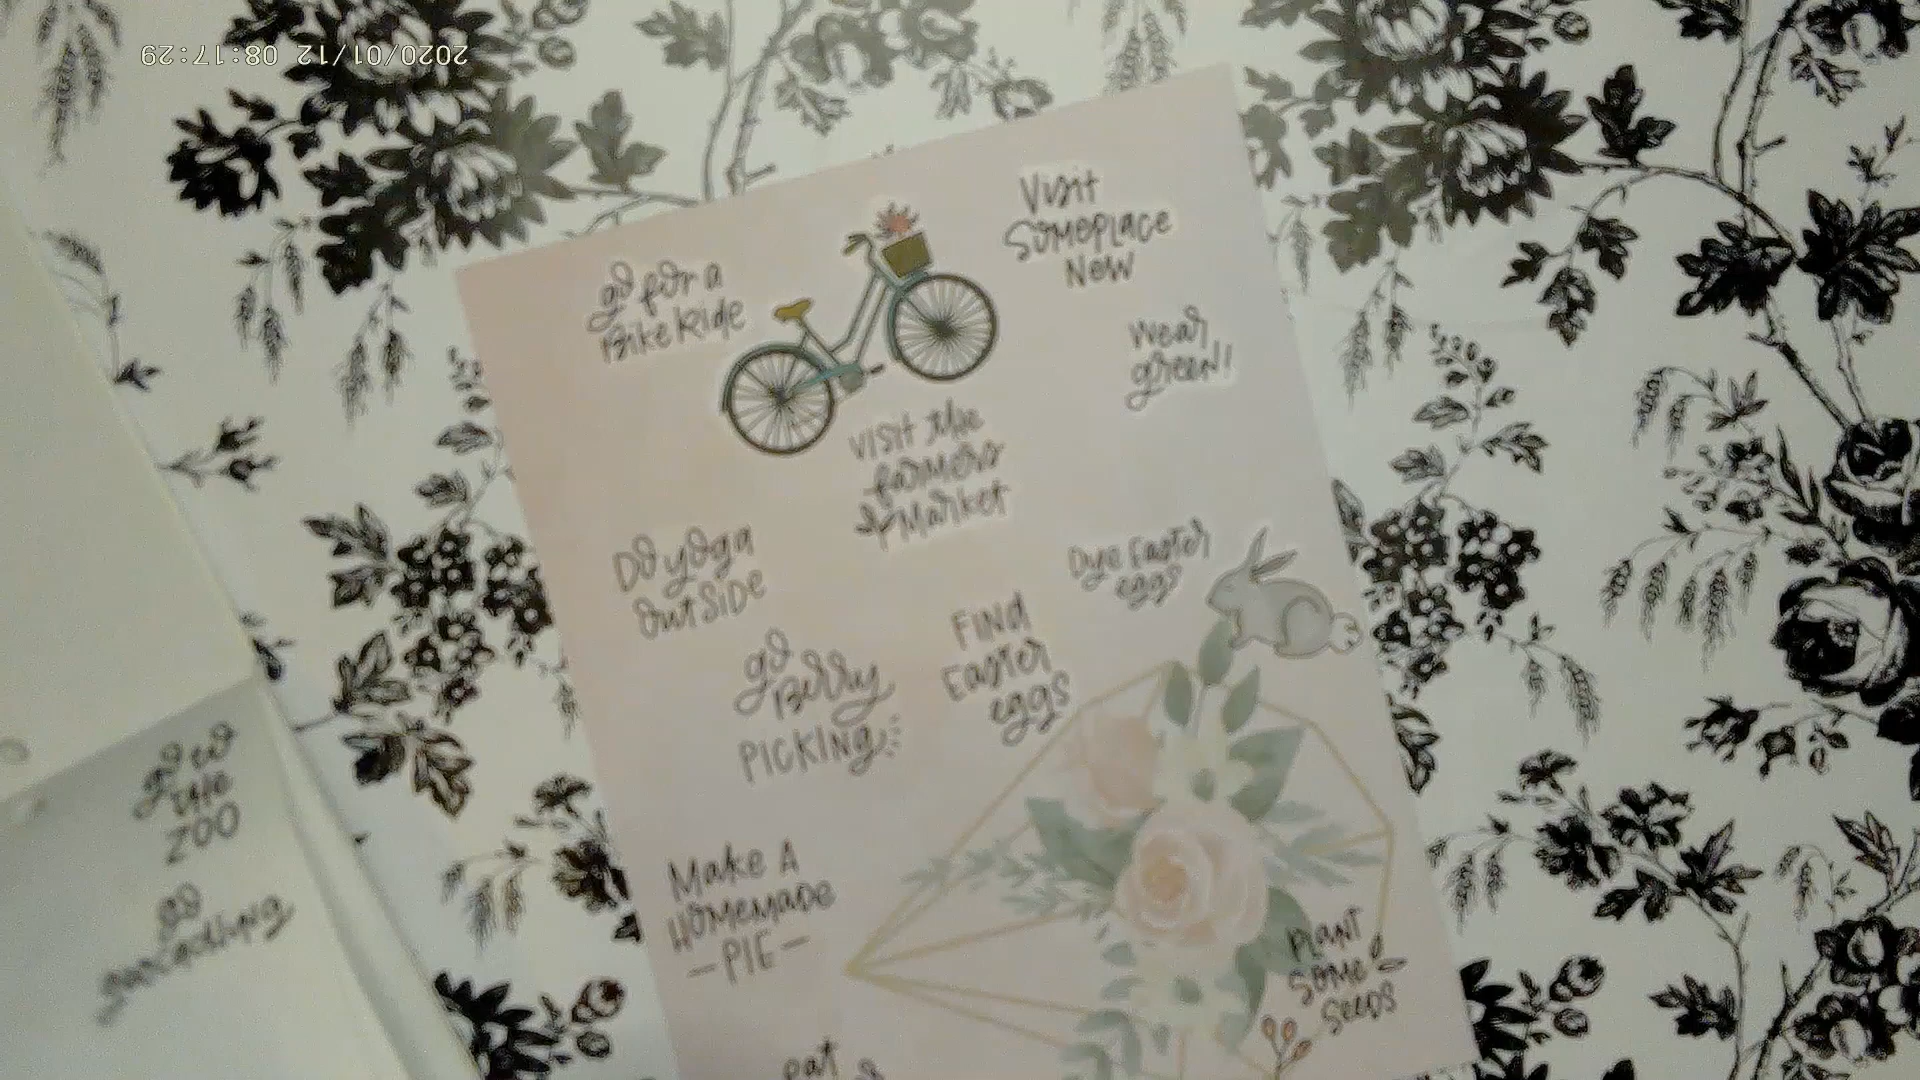 2020/01/12 08:17:29
go for a
Bike Ride
Visit
Someplace
New
Wear
green!
Visit the
farmers
Market
Do yoga
OutSIDE
Dye Easter
eggs
go
Berry
PICKING
FIND
Easter
eggs
go to
the
ZOO
go
Make A
HOMEMADE
- PIE -
PLANT
SOME
SeeDS
eat